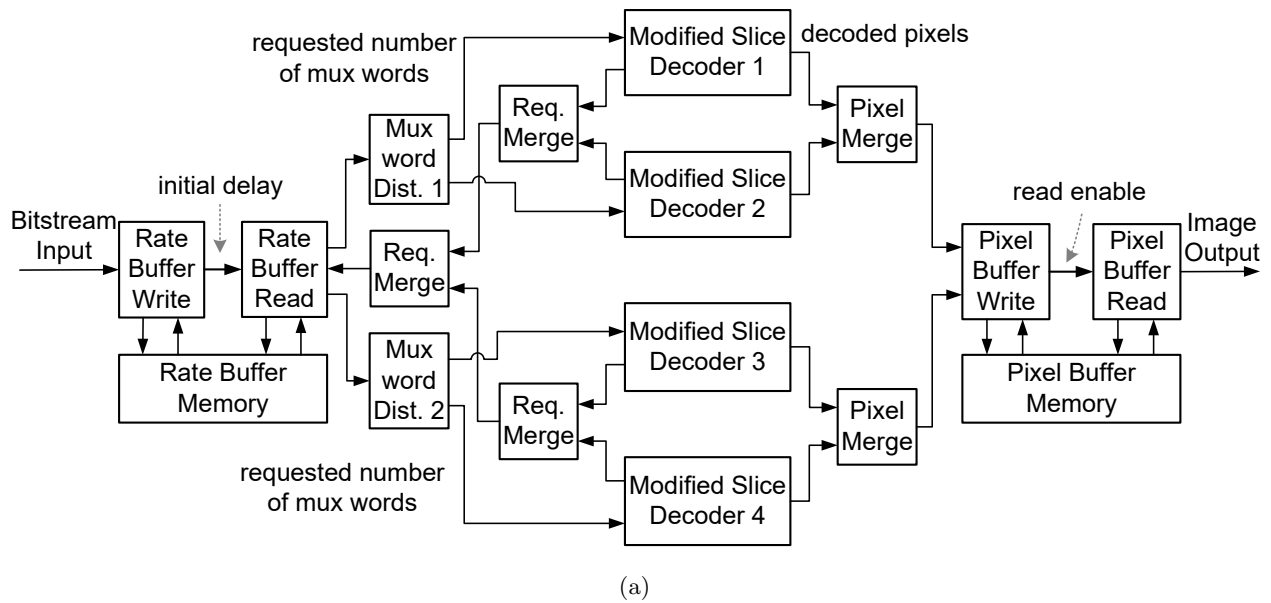 requested number
of mux words
Modified Slice
Decoder 1
decoded pixels
Req.
Merge
Pixel
Merge
Mux
word
Dist. 1
Modified Slice
Decoder 2
initial delay
read enable
Bitstream
Input
Rate
Buffer
Write
Rate
Buffer
Read
Req.
Merge
Pixel
Buffer
Write
Pixel
Buffer
Read
Image
Output
Rate Buffer
Memory
Mux
word
Dist. 2
Modified Slice
Decoder 3
Req.
Merge
Pixel
Merge
Pixel Buffer
Memory
requested number
of mux words
Modified Slice
Decoder 4
(a)